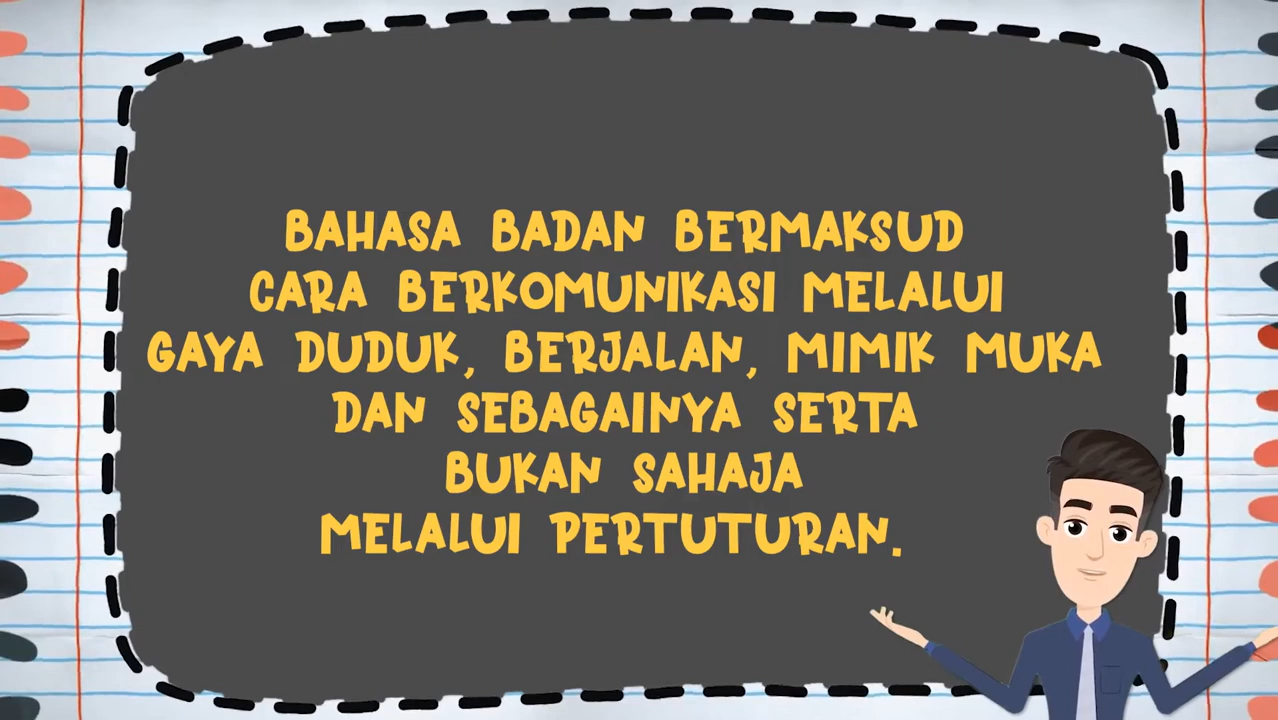 BAHASA BADAN BERMAKSUD
CARA BERKOMUNIKASI MELALUI
GAYA DUDUK, BERJALAN, MIMIK MUKA
DAN SEBAGAINYA SERTA
BUKAN SAHAJA
MELALUI PERTUTURAN.